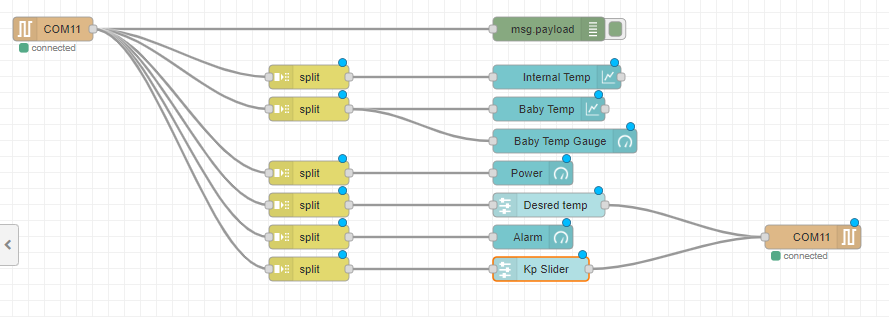 COM11
connected
msg.payload
split
Internal Temp
split
Baby Temp
Baby Temp Gauge
split
Power
split
Desred temp
split
Alarm
COM11
connected
split
Kp Slider